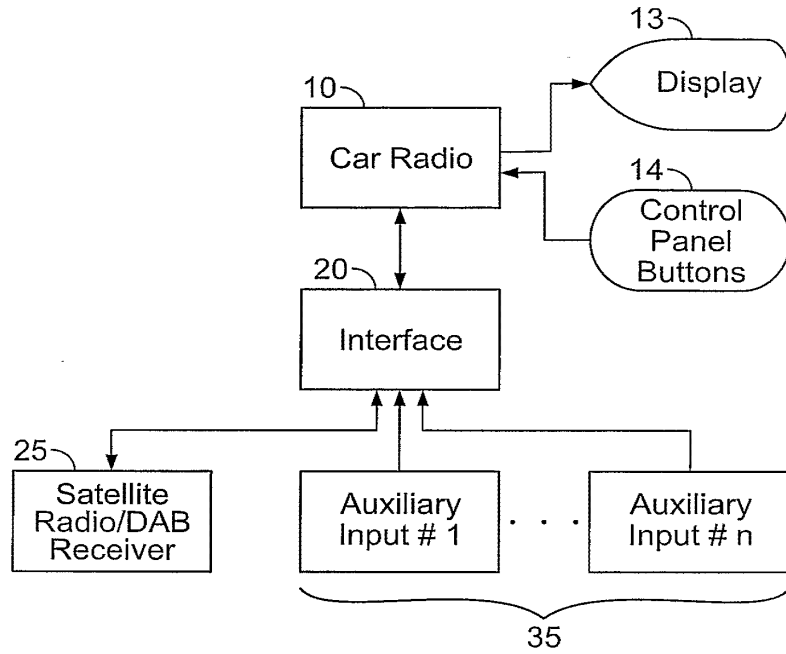 13
Display
10
Car Radio
14
Control
Panel
Buttons
20
Interface
25
Satellite
Radio/DAB
Receiver
Auxiliary
Input # 1
. . .
Auxiliary
Input # n
35